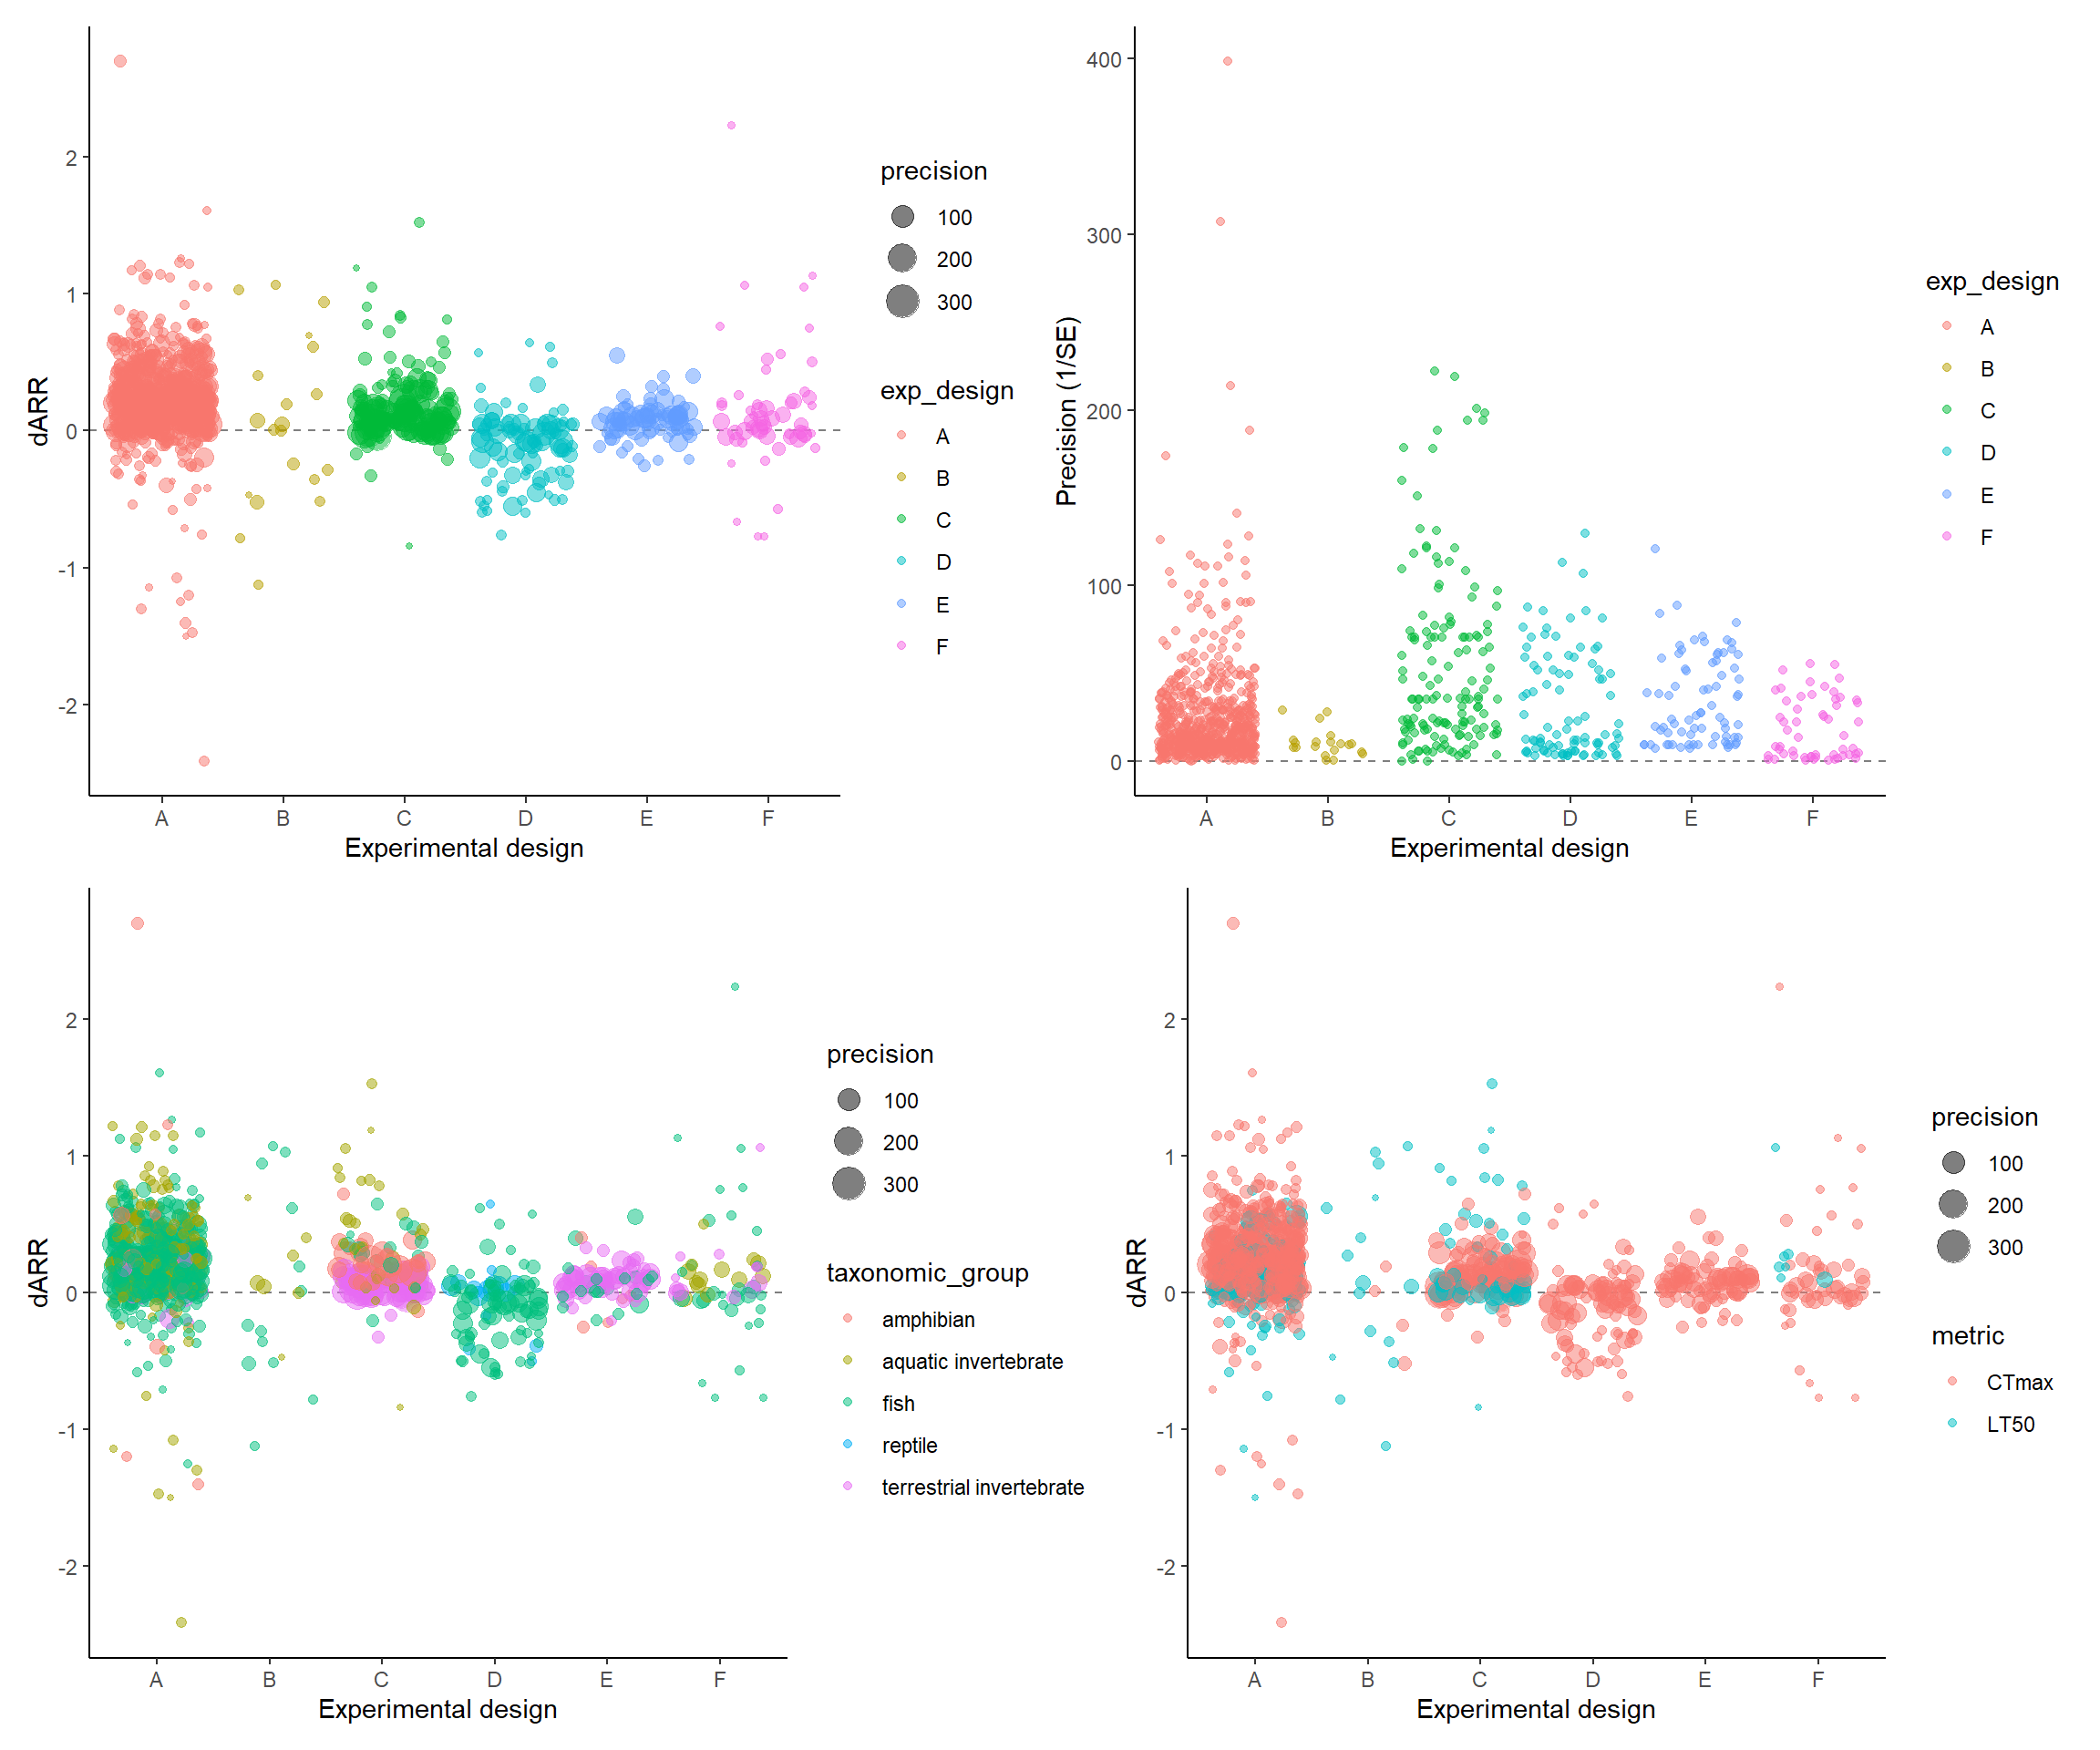 dARR
2
1
0
-1
-2
A B C D E F
Experimental design
precision
100
200
300
exp_design
A
B
C
D
E
F
Precision (1/SE)
400
300
200
100
0
A B C D E F
Experimental design
exp_design
A
B
C
D
E
F
dARR
2
1
0
-1
-2
A B C D E F
Experimental design
precision
100
200
300
taxonomic_group
amphibian
aquatic invertebrate
fish
reptile
terrestrial invertebrate
dARR
2
1
0
-1
-2
A B C D E F
Experimental design
precision
100
200
300
metric
CTmax
LT50